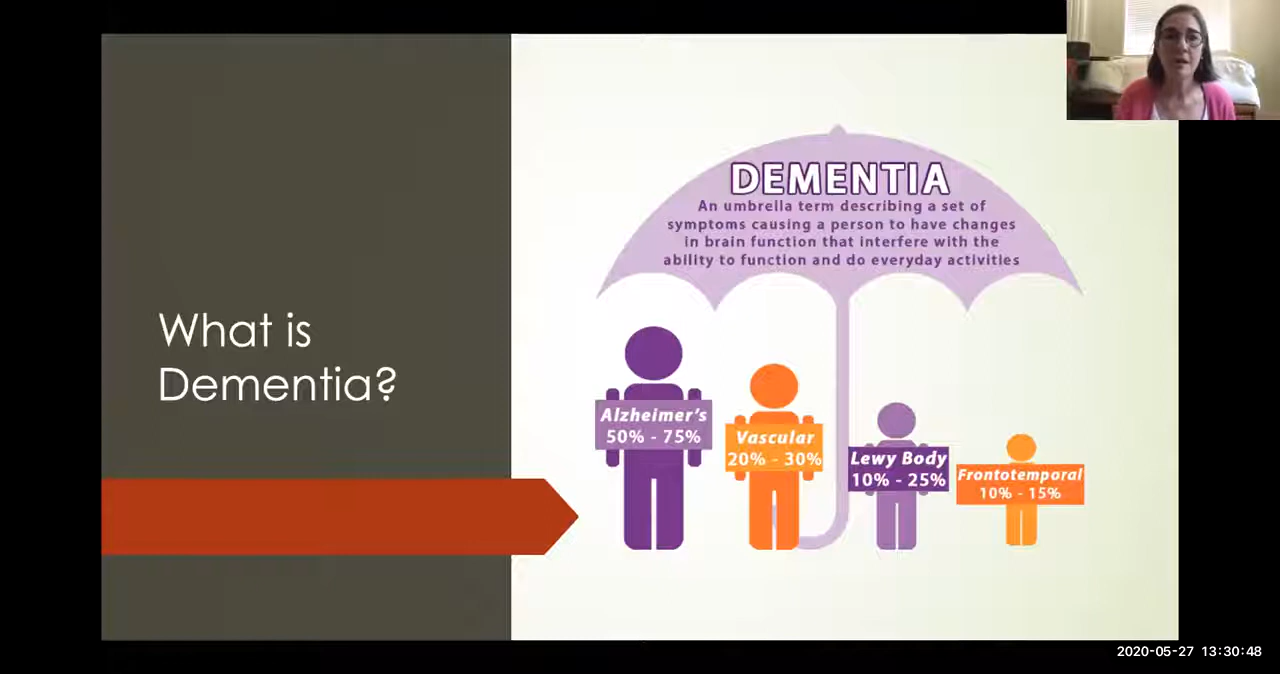 What is
Dementia?
DEMENTIA
An umbrella term describing a set of
symptoms causing a person to have changes
in brain function that interfere with the
ability to function and do everyday activities
Alzheimer's
50% - 75%
Vascular
20% - 30%
Lewy Body
10% - 25%
Frontotemporal
10% - 15%
2020-05-27 13:30:48